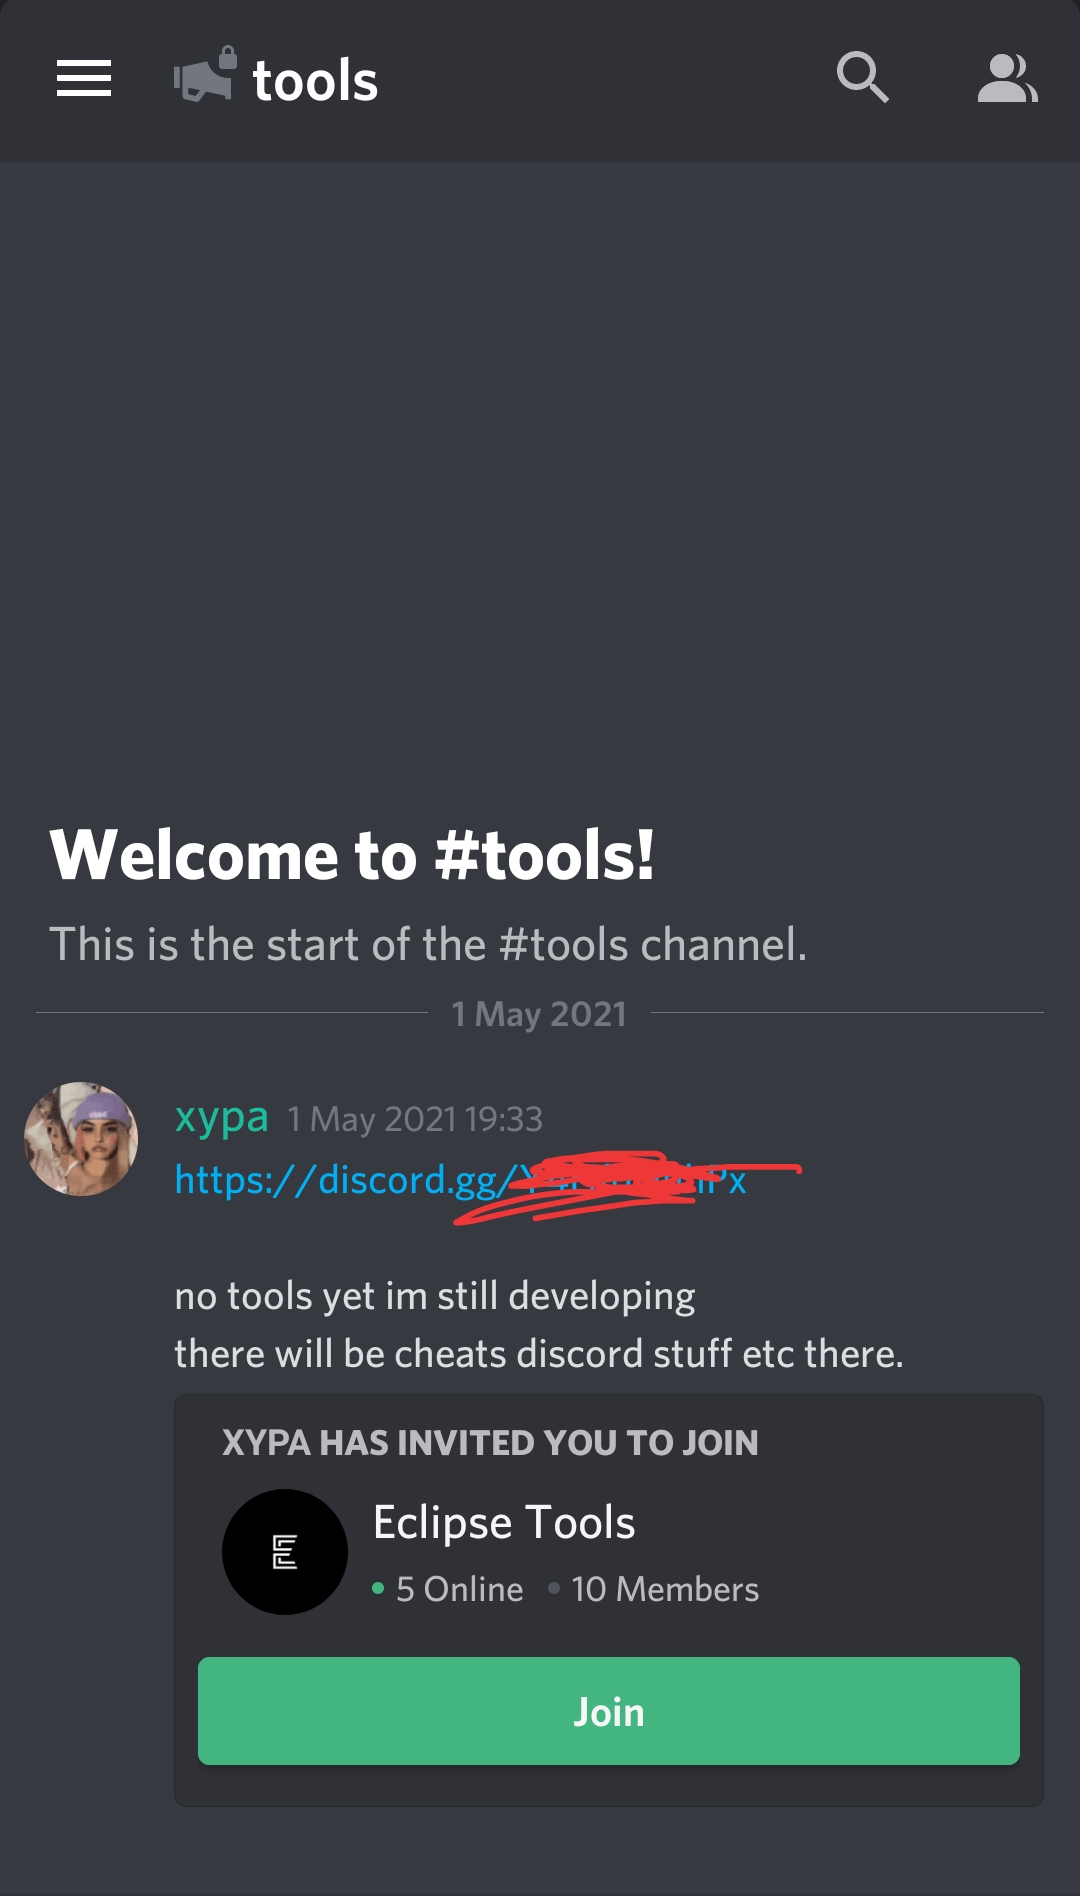 tools
Welcome to #tools!
This is the start of the #tools channel.
1 May 2021
xypa 1 May 2021 19:33
https://discord.gg/
no tools yet im still developing
there will be cheats discord stuff etc there.
XYPA HAS INVITED YOU TO JOIN
E
Eclipse Tools
5 Online 10 Members
Join